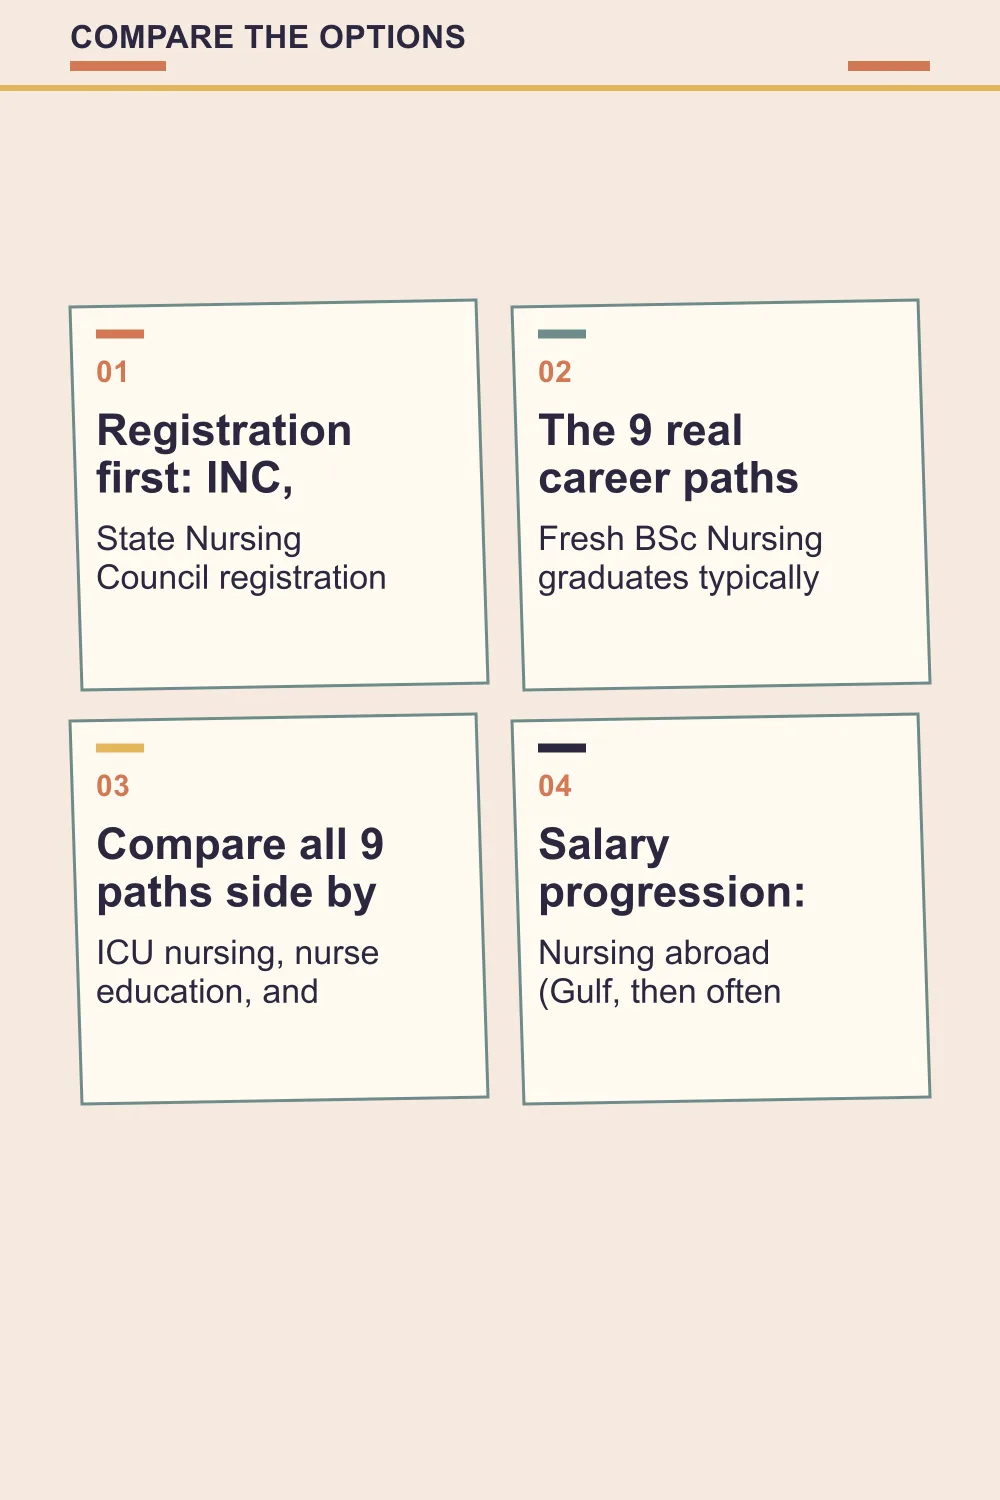 COMPARE THE OPTIONS
01
Registration
first: INC,
State Nursing
Council registration
02
The 9 real
career paths
Fresh BSc Nursing
graduates typically
03
Compare all 9
paths side by
ICU nursing, nurse
education, and
04
Salary
progression:
Nursing abroad
(Gulf, then often